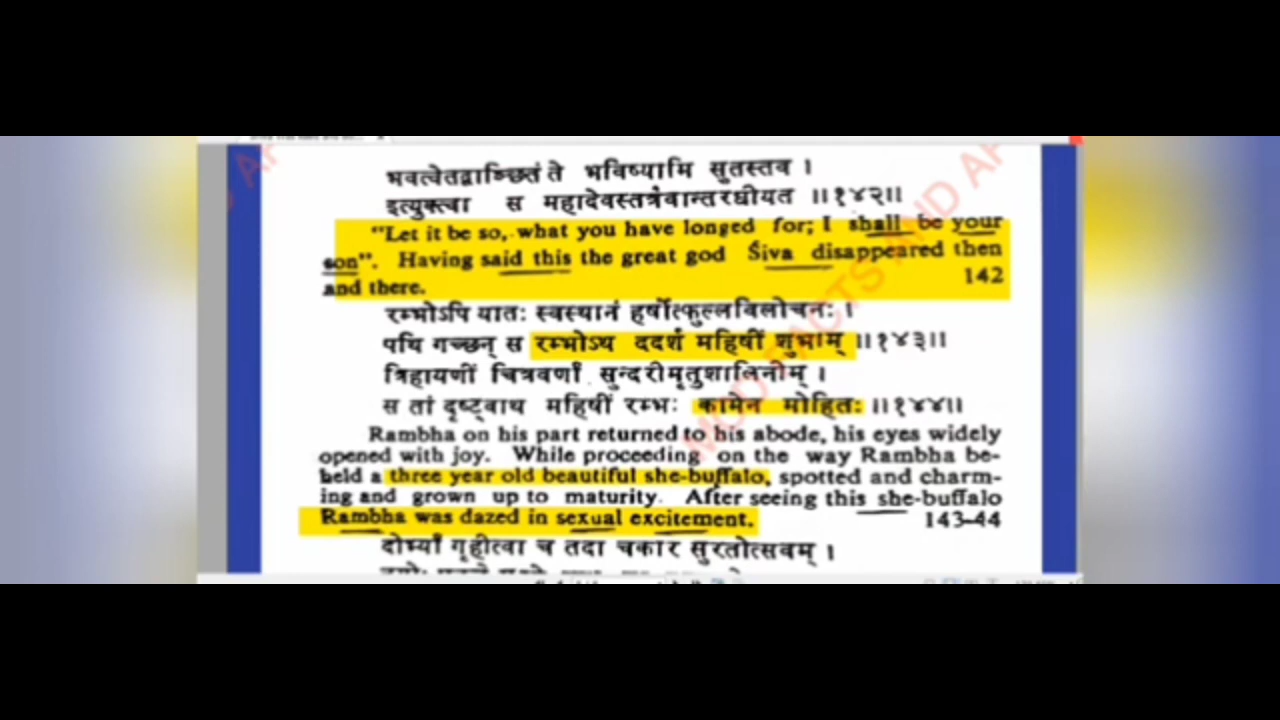 भवत्वेतद्वाञ्छितं ते भविष्यामि सुतस्तव ।
इत्युक्त्वा स महादेवस्तत्रैवान्तरधीयत ॥१४२॥
"Let it be so, what you have longed for; I shall be your
son". Having said this the great god Śiva disappeared then
and there. 142
रम्भोऽपि यातः स्वस्थानं हर्षोत्फुल्लविलोचनः ।
पथि गच्छन् स रम्भोऽथ ददर्श महिषीं शुभाम् ॥१४३॥
त्रिहायणीं चित्रवर्णां सुन्दरीमृतुशालिनीम् ।
स तां दृष्ट्वाथ महिषीं रम्भः कामेन मोहितः ॥१४४॥
Rambha on his part returned to his abode, his eyes widely
opened with joy. While proceeding on the way Rambha be-
held a three year old beautiful she-buffalo, spotted and charm-
ing and grown up to maturity. After seeing this she-buffalo
Rambha was dazed in sexual excitement. 143-44
दोर्भ्यां गृहीत्वा च तदा चकार सुरतोत्सवम् ।